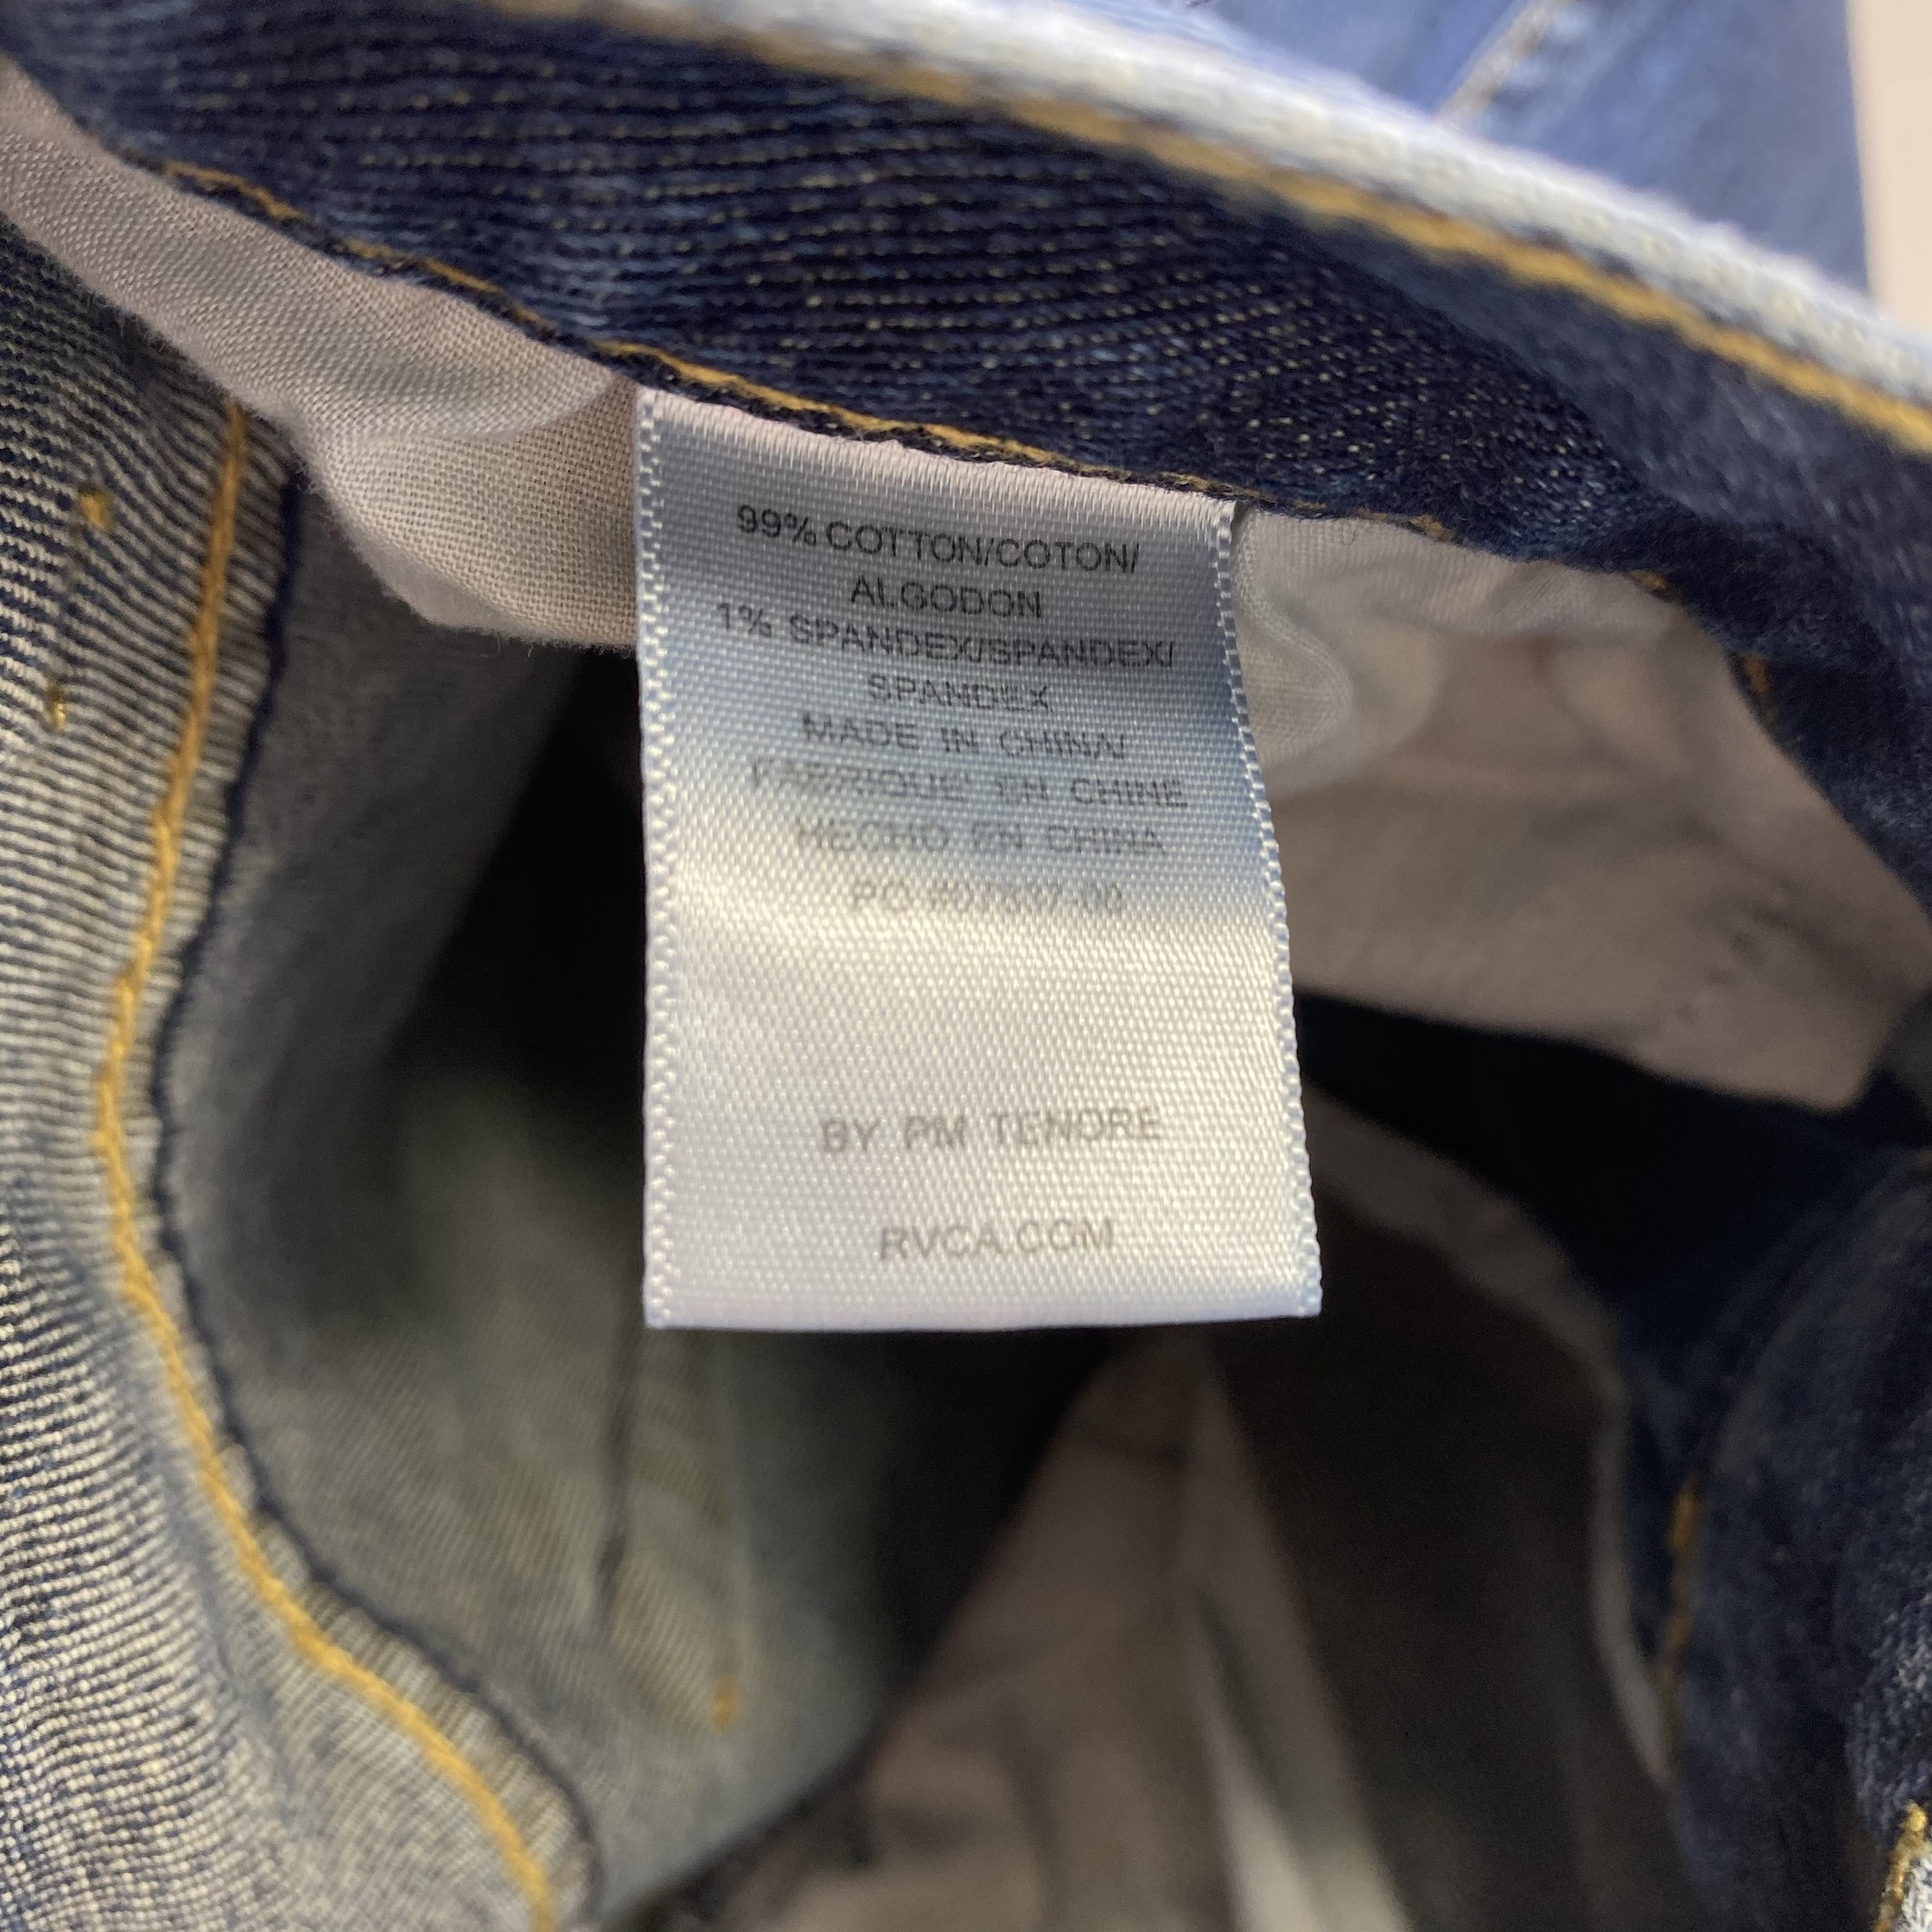 99% COTTON/COTON/
ALGODON
1% SPANDEX/SPANDEX/
SPANDEX
MADE IN CHINA/
FABRIQUE' EN CHINE
HECHO EN CHINA
PO
BY PM TENORE
RVCA.COM